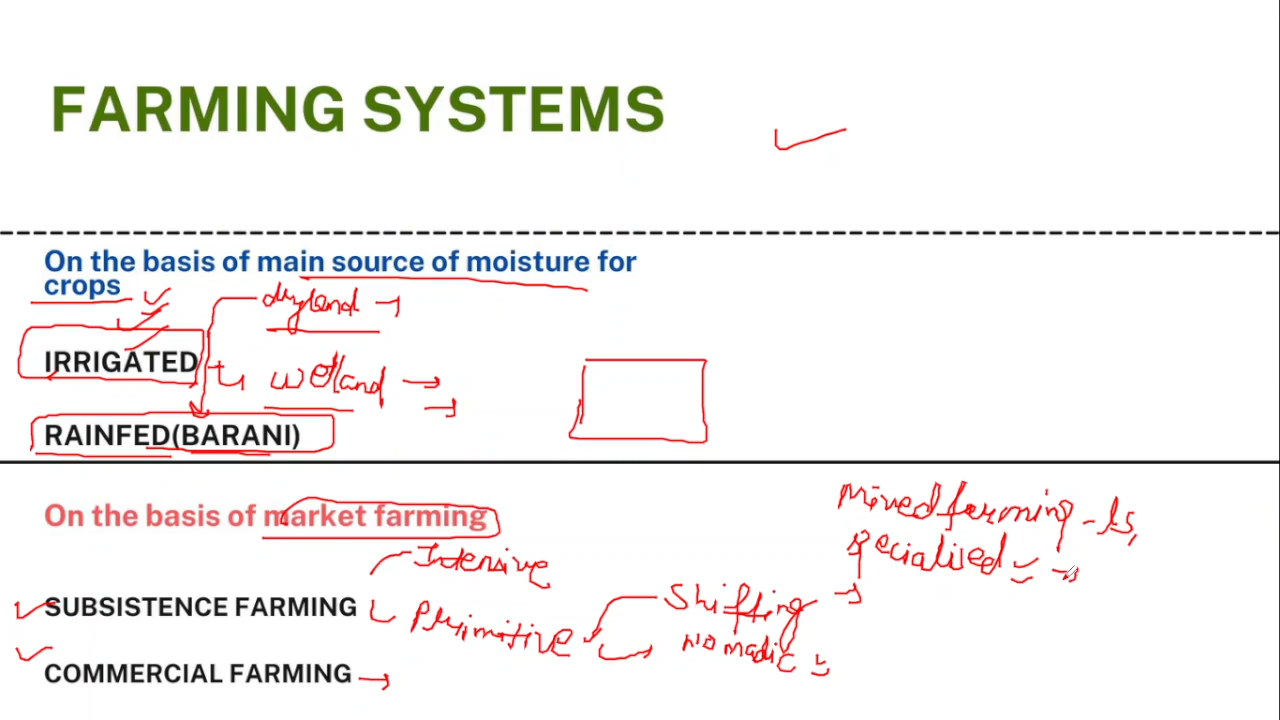 FARMING SYSTEMS
On the basis of main source of moisture for
crops
dryland
IRRIGATED
wetland
RAINFED(BARANI)
On the basis of market farming
Mixed farming
specialised
Intensive
SUBSISTENCE FARMING
Primitive
Shifting
nomadic
COMMERCIAL FARMING